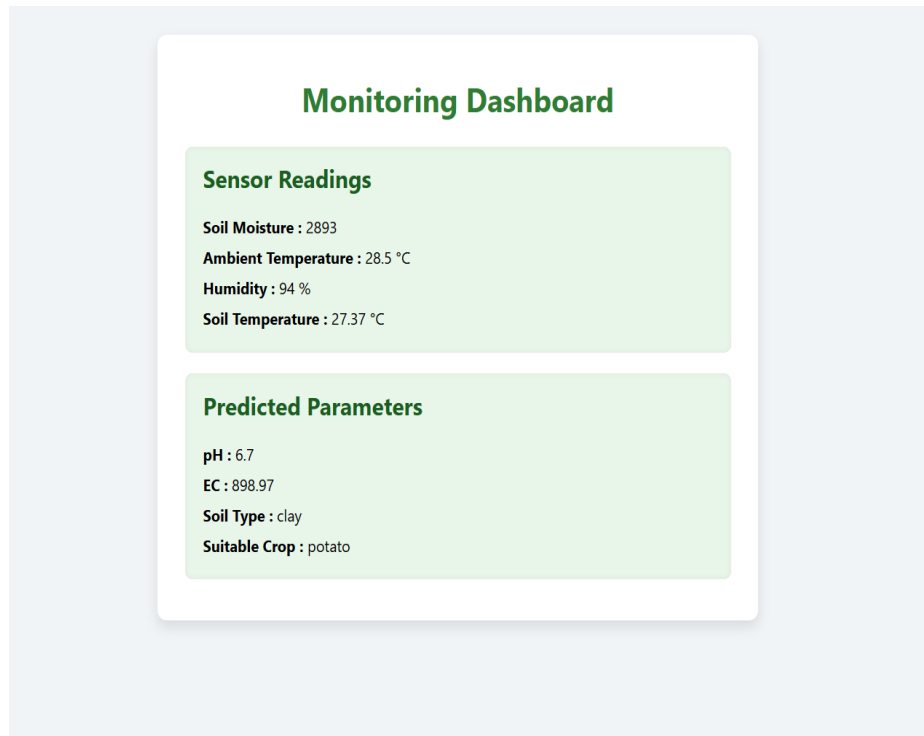 Monitoring Dashboard
Sensor Readings
Soil Moisture : 2893
Ambient Temperature : 28.5 °C
Humidity : 94 %
Soil Temperature : 27.37 °C
Predicted Parameters
pH : 6.7
EC : 898.97
Soil Type : clay
Suitable Crop : potato